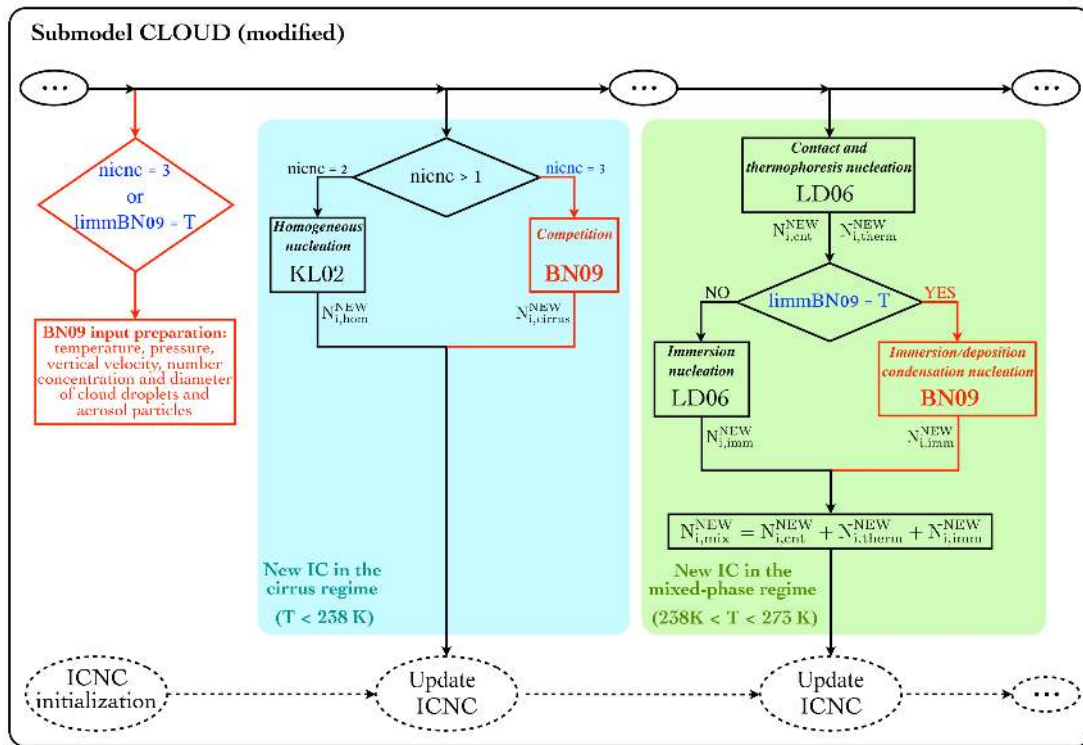 Submodel CLOUD (modified)
...
...
...
nicnc = 3
or
limmBN09 = T
BN09 input preparation:
temperature, pressure,
vertical velocity, number
concentration and diameter
of cloud droplets and
aerosol particles
nicnc = 2
nicnc > 1
nicnc = 3
Homogeneous
nucleation
KL02
Competition
BN09
N_{i,hom}^{NEW}
N_{i,cirrus}^{NEW}
New IC in the
cirrus regime
(T < 238 K)
Contact and
thermophoresis nucleation
LD06
N_{i,cnt}^{NEW}
N_{i,therm}^{NEW}
NO
limmBN09 = T
YES
Immersion
nucleation
LD06
Immersion/deposition
condensation nucleation
BN09
N_{i,imm}^{NEW}
N_{i,imm}^{NEW}
N_{i,mix}^{NEW} = N_{i,cnt}^{NEW} + N_{i,therm}^{NEW} + N_{i,imm}^{NEW}
New IC in the
mixed-phase regime
(238K < T < 273 K)
ICNC
initialization
Update
ICNC
Update
ICNC
...